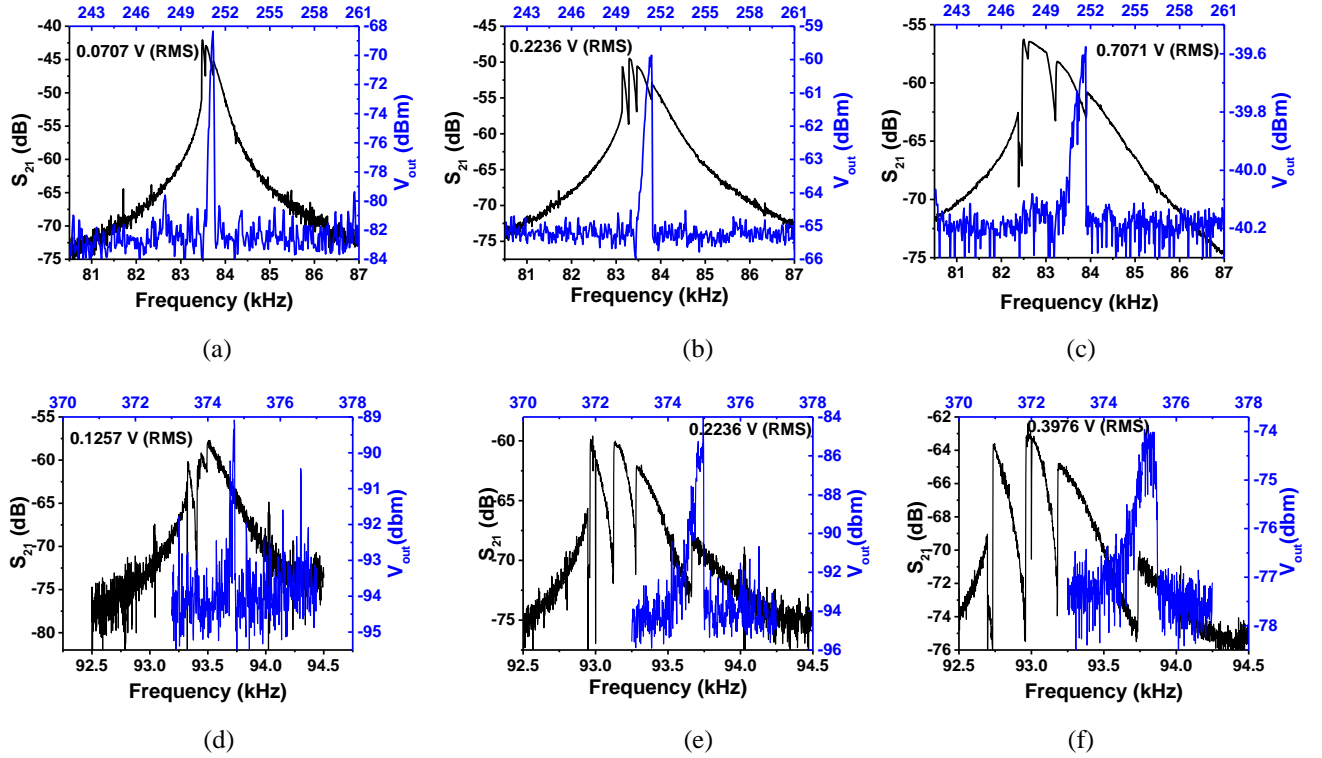 243 246 249 252 255 258 261
-40
-45
-50
-55
-60
-65
-70
-75
S21 (dB)
0.0707 V (RMS)
-68
-70
-72
-74
-76
-78
-80
-82
-84
Vout (dBm)
81 82 83 84 85 86 87
Frequency (kHz)
(a)
243 246 249 252 255 258 261
-45
-50
-55
-60
-65
-70
-75
S21 (dB)
0.2236 V (RMS)
-59
-60
-61
-62
-63
-64
-65
-66
Vout (dBm)
81 82 83 84 85 86 87
Frequency (kHz)
(b)
243 246 249 252 255 258 261
-55
-60
-65
-70
-75
S21 (dB)
0.7071 V (RMS)
-39.6
-39.8
-40.0
-40.2
Vout (dBm)
81 82 83 84 85 86 87
Frequency (kHz)
(c)
370 372 374 376 378
-55
-60
-65
-70
-75
-80
S21 (dB)
0.1257 V (RMS)
-89
-90
-91
-92
-93
-94
-95
Vout (dbm)
92.5 93.0 93.5 94.0 94.5
Frequency (kHz)
(d)
370 372 374 376 378
-60
-65
-70
-75
S21 (dB)
0.2236 V (RMS)
-84
-86
-88
-90
-92
-94
-96
Vout (dbm)
92.5 93.0 93.5 94.0 94.5
Frequency (kHz)
(e)
370 372 374 376 378
-62
-64
-66
-68
-70
-72
-74
-76
S21 (dB)
0.3976 V (RMS)
-74
-75
-76
-77
-78
Vout (dbm)
92.5 93.0 93.5 94.0 94.5
Frequency (kHz)
(f)